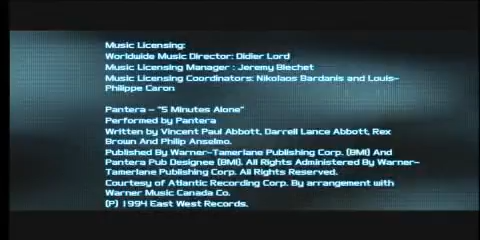 Music Licensing:
Worldwide Music Director: Didier Lord
Music Licensing Manager : Jeremy Blechet
Music Licensing Coordinators: Nikolaos Bardanis and Louis-
Philippe Caron
Pantera - "5 Minutes Alone"
Performed by Pantera
Written by Vincent Paul Abbott, Darrell Lance Abbott, Rex
Brown And Philip Anselmo.
Published By Warner-Tamerlane Publishing Corp. (BMI) And
Pantera Pub Designee (BMI). All Rights Administered By Warner-
Tamerlane Publishing Corp. All Rights Reserved.
Courtesy of Atlantic Recording Corp. By arrangement with
Warner Music Canada Co.
(P) 1994 East West Records.